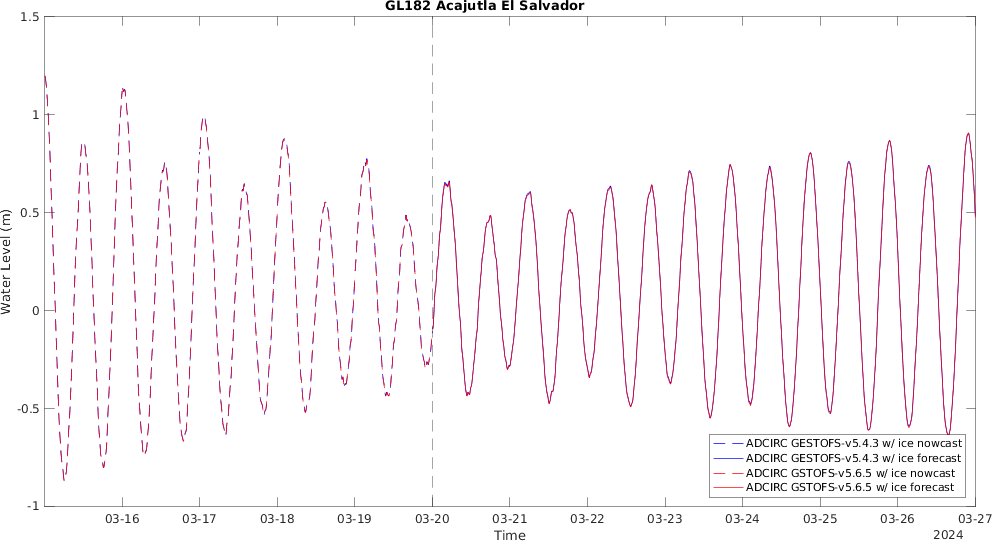 GL182 Acajutla El Salvador
1.5
1
0.5
0
-0.5
-1
Water Level (m)
ADCIRC GESTOFS-v5.4.3 w/ ice nowcast
ADCIRC GESTOFS-v5.4.3 w/ ice forecast
ADCIRC GSTOFS-v5.6.5 w/ ice nowcast
ADCIRC GSTOFS-v5.6.5 w/ ice forecast
03-16 03-17 03-18 03-19 03-20 03-21 03-22 03-23 03-24 03-25 03-26 03-27
Time
2024